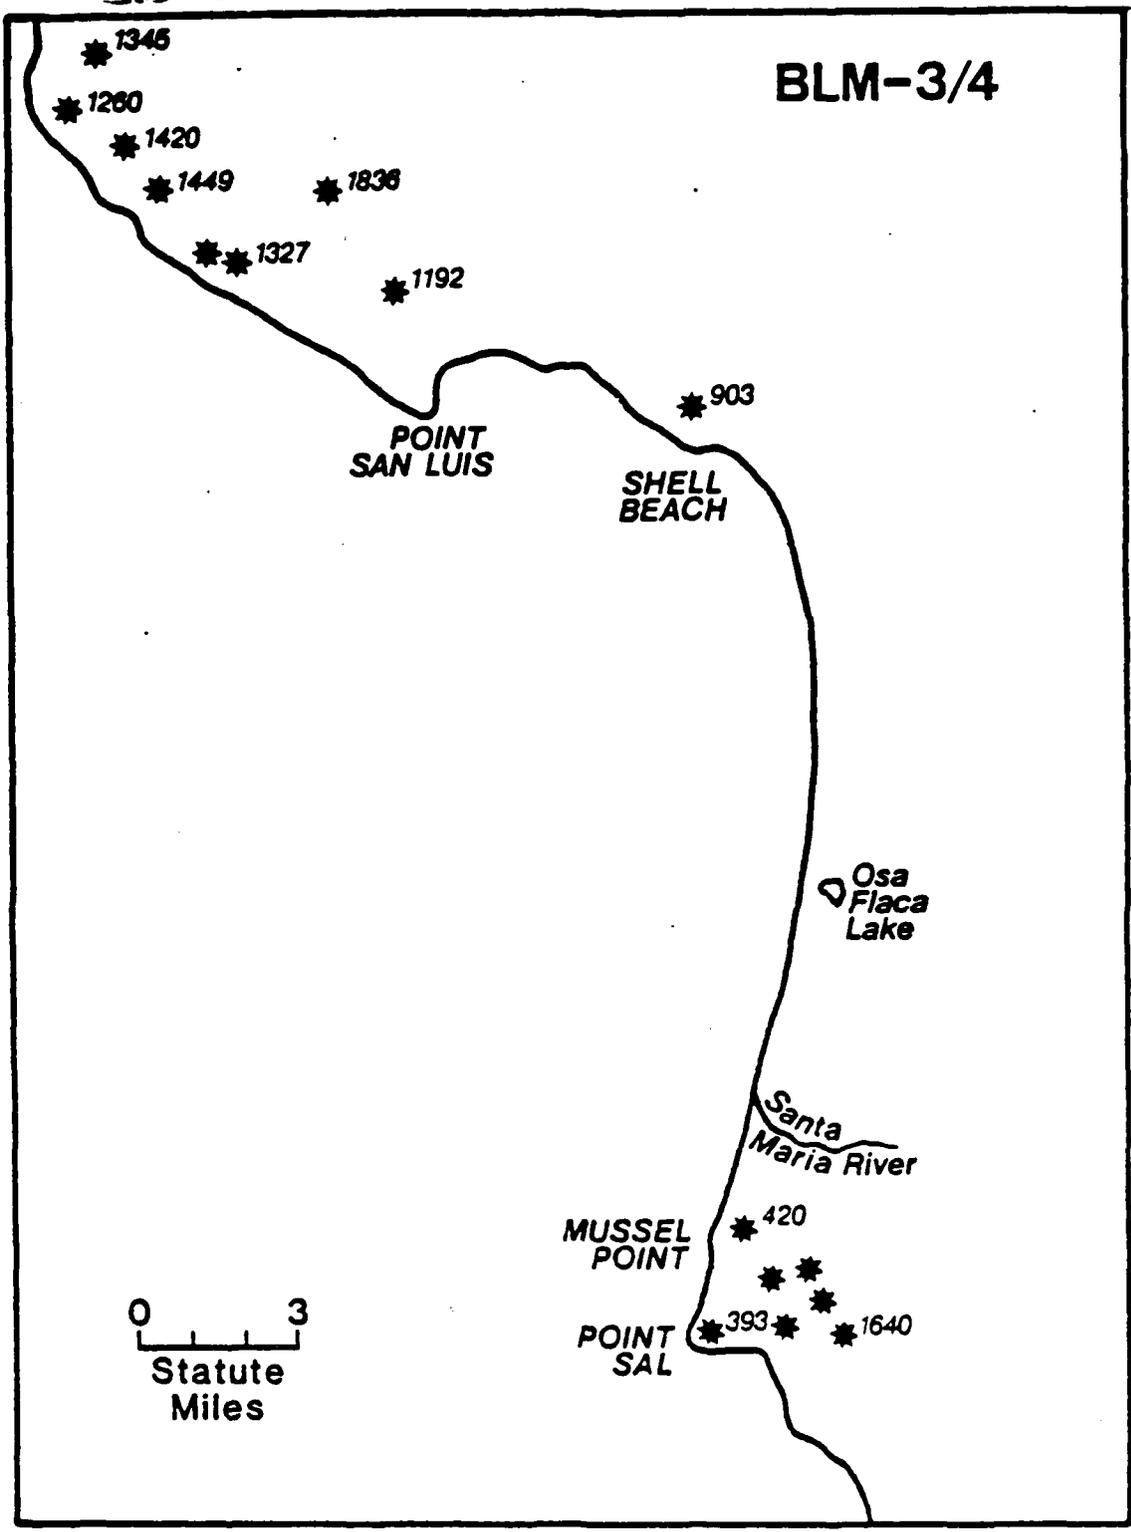 1345
BLM-3/4
1260
1420
1449
1836
1327
1192
903
POINT
SAN LUIS
SHELL
BEACH
Osa
Flaca
Lake
Santa
Maria River
420
MUSSEL
POINT
0 3
Statute
Miles
393
1640
POINT
SAL